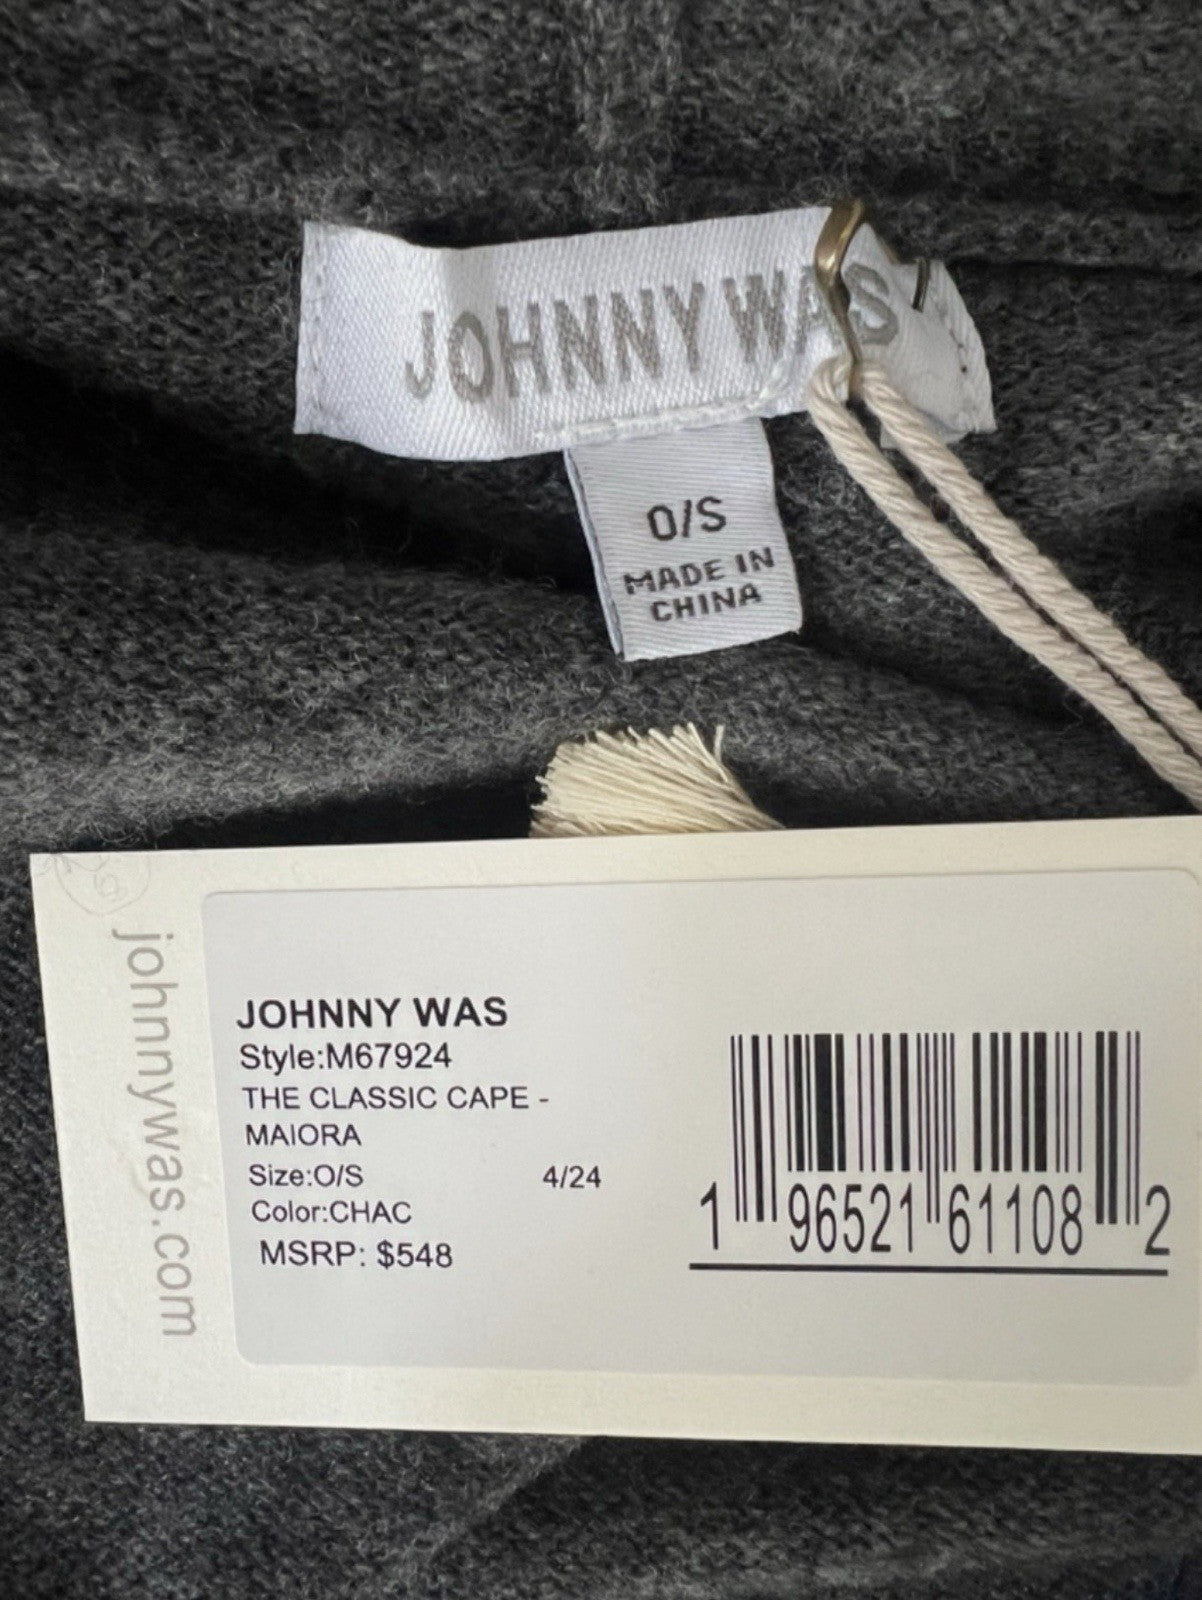 JOHNNY WAS
O/S
MADE IN
CHINA
johnnywas.com
JOHNNY WAS
Style:M67924
THE CLASSIC CAPE -
MAIORA
Size:O/S 4/24
Color:CHAC
MSRP: $548
1 96521 61108 2